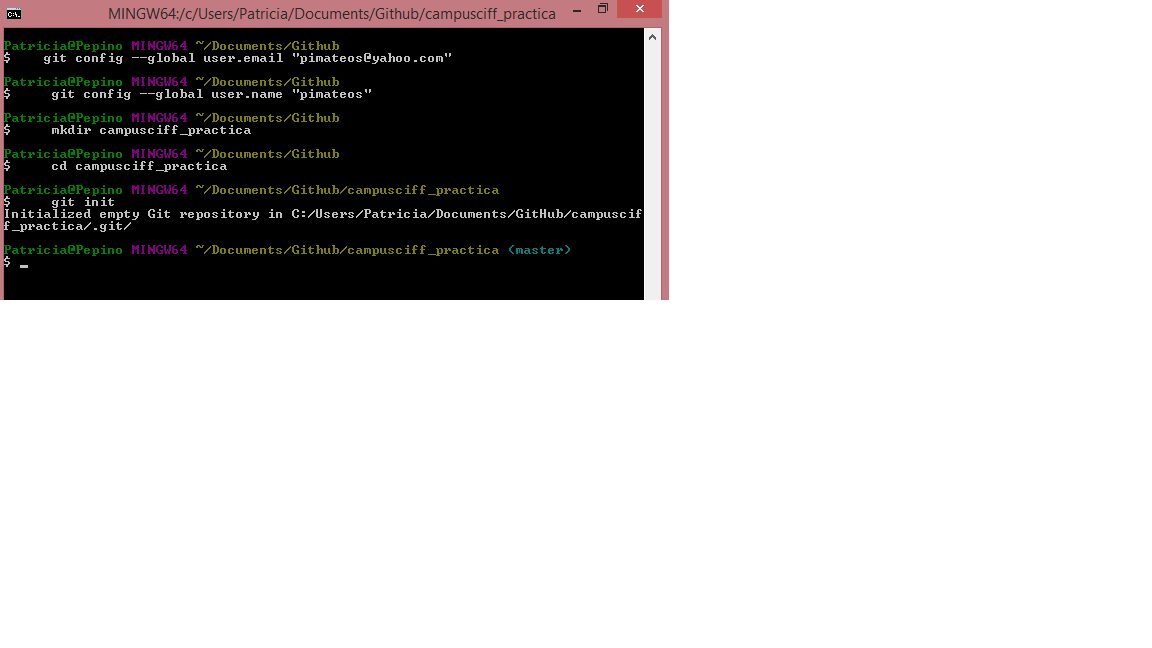 MINGW64:/c/Users/Patricia/Documents/Github/campusciff_practica
Patricia@Pepino MINGW64 ~/Documents/Github
$    git config --global user.email "pimateos@yahoo.com"
Patricia@Pepino MINGW64 ~/Documents/Github
$     git config --global user.name "pimateos"
Patricia@Pepino MINGW64 ~/Documents/Github
$     mkdir campusciff_practica
Patricia@Pepino MINGW64 ~/Documents/Github
$     cd campusciff_practica
Patricia@Pepino MINGW64 ~/Documents/Github/campusciff_practica
$     git init
Initialized empty Git repository in C:/Users/Patricia/Documents/GitHub/campuscif
f_practica/.git/
Patricia@Pepino MINGW64 ~/Documents/Github/campusciff_practica (master)
$